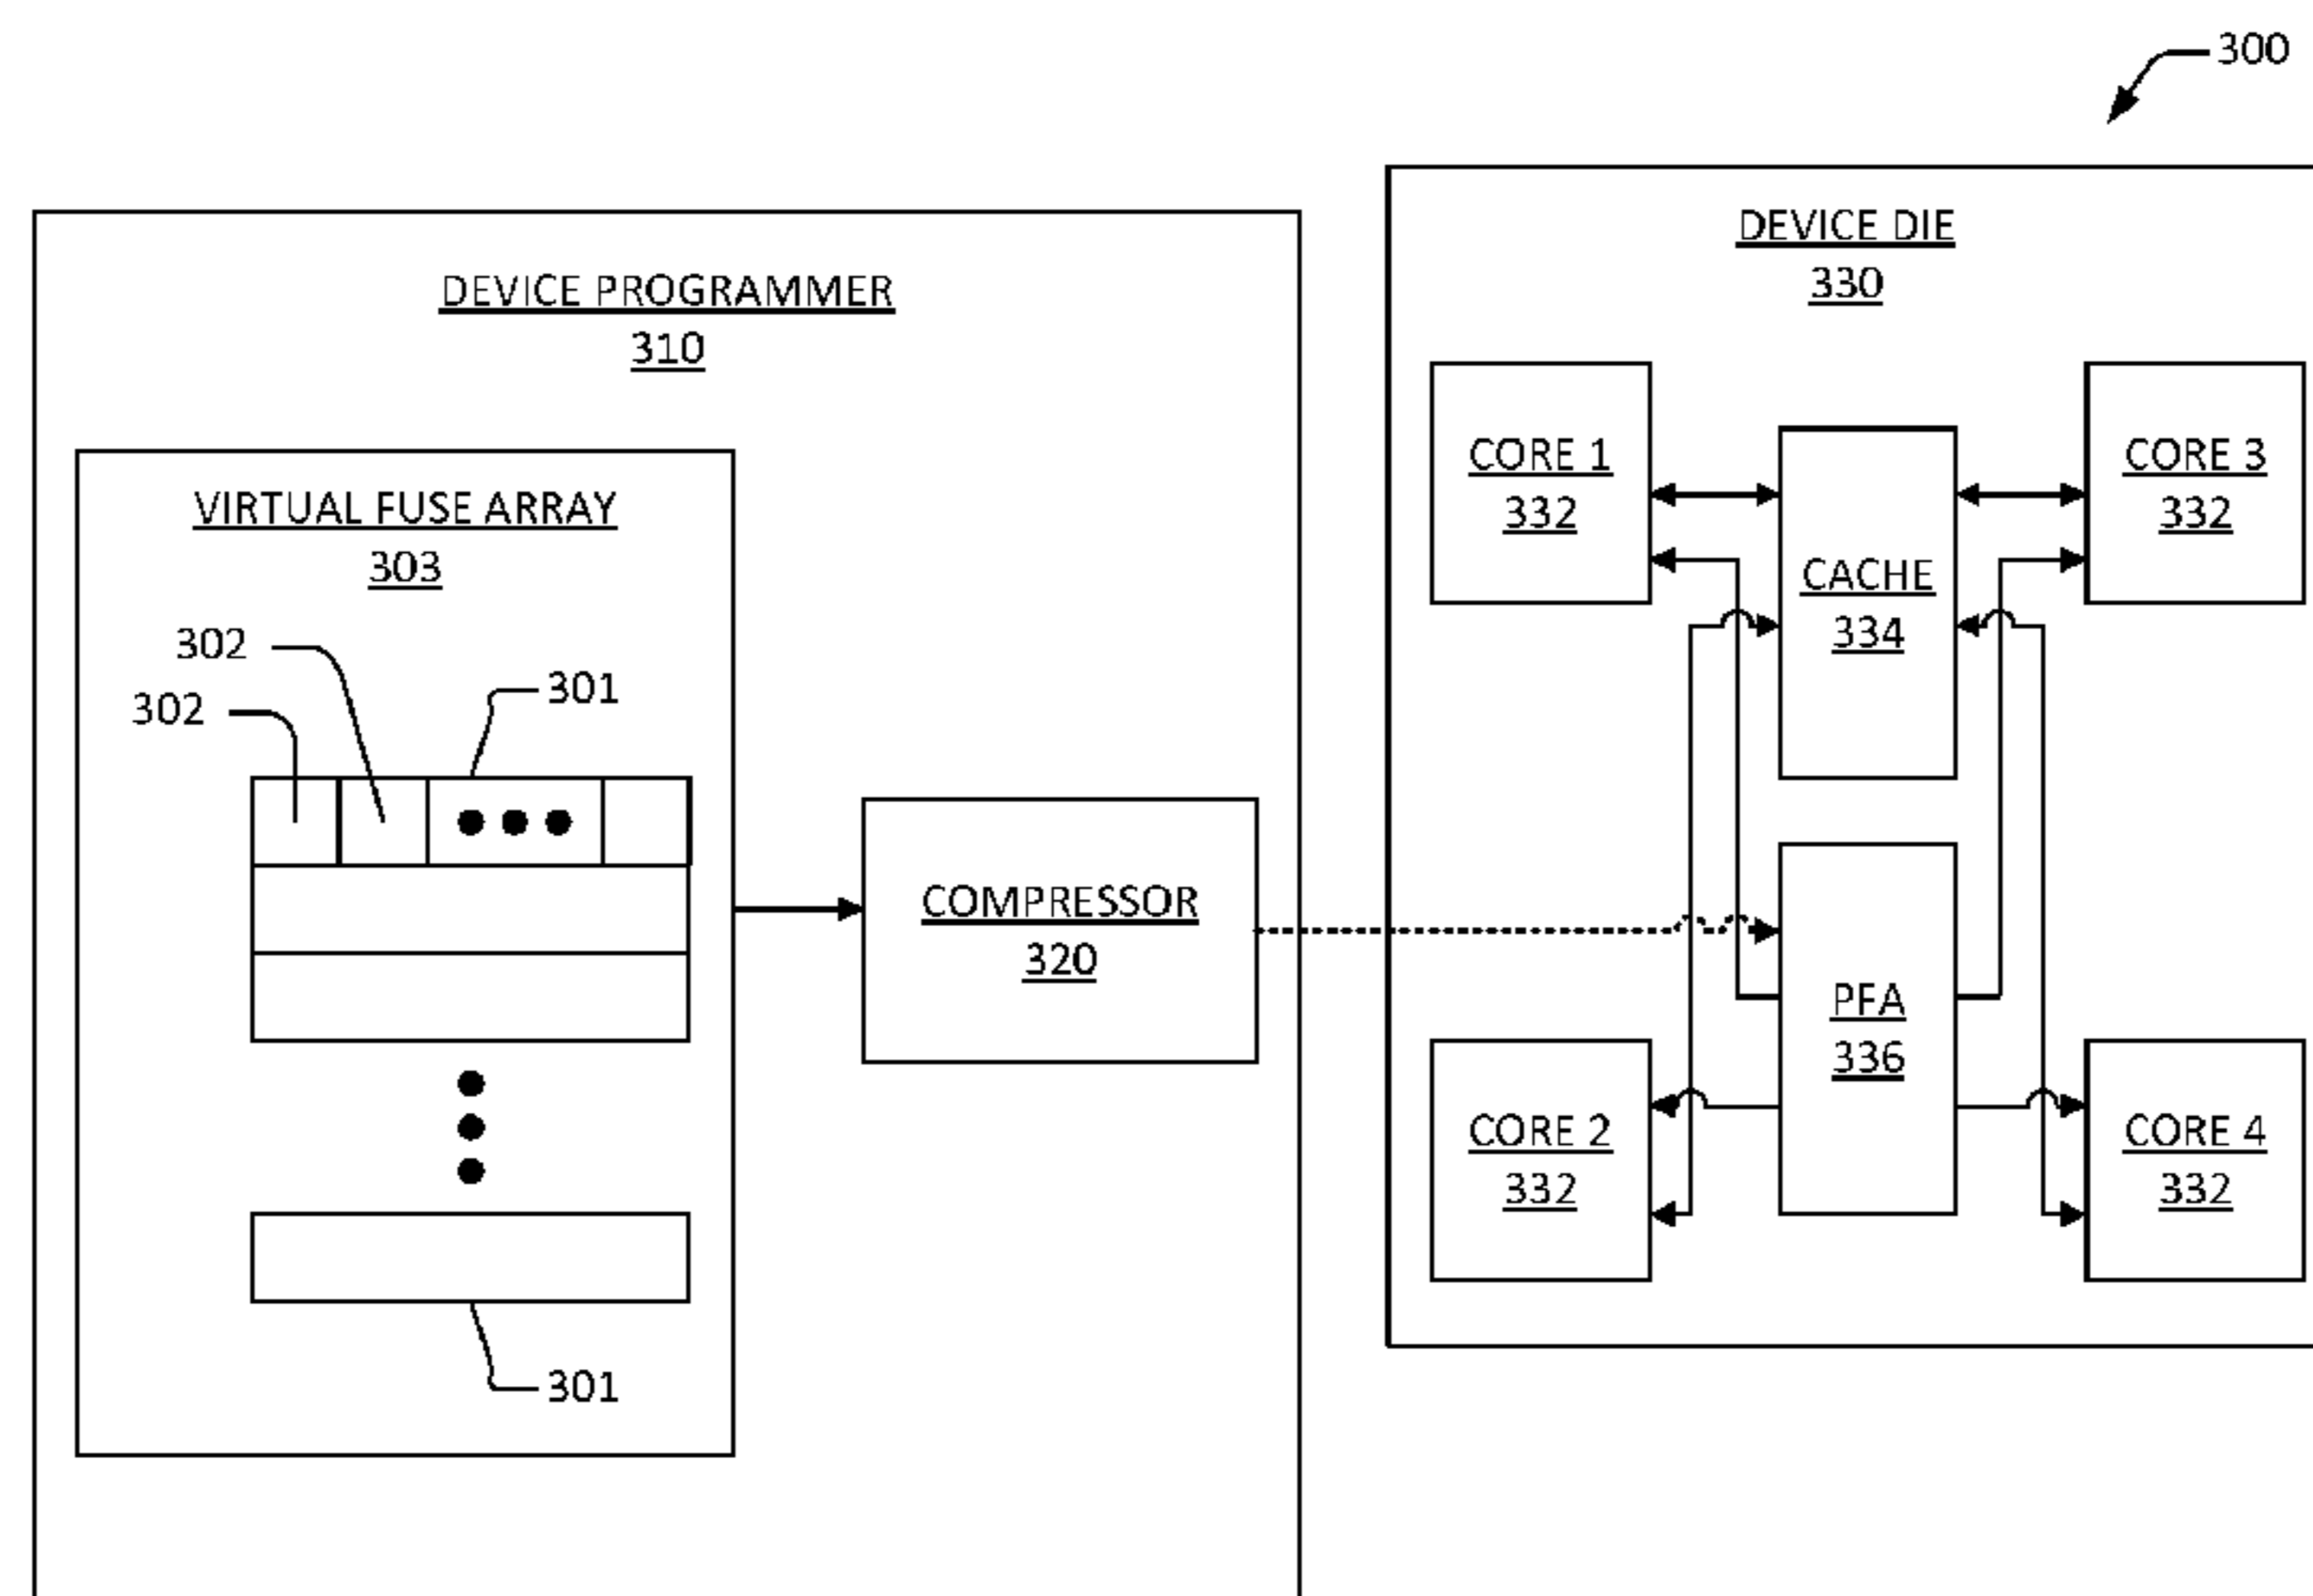 300
DEVICE PROGRAMMER
310
VIRTUAL FUSE ARRAY
303
302
302
301
301
COMPRESSOR
320
DEVICE DIE
330
CORE 1
332
CORE 3
332
CACHE
334
PFA
336
CORE 2
332
CORE 4
332